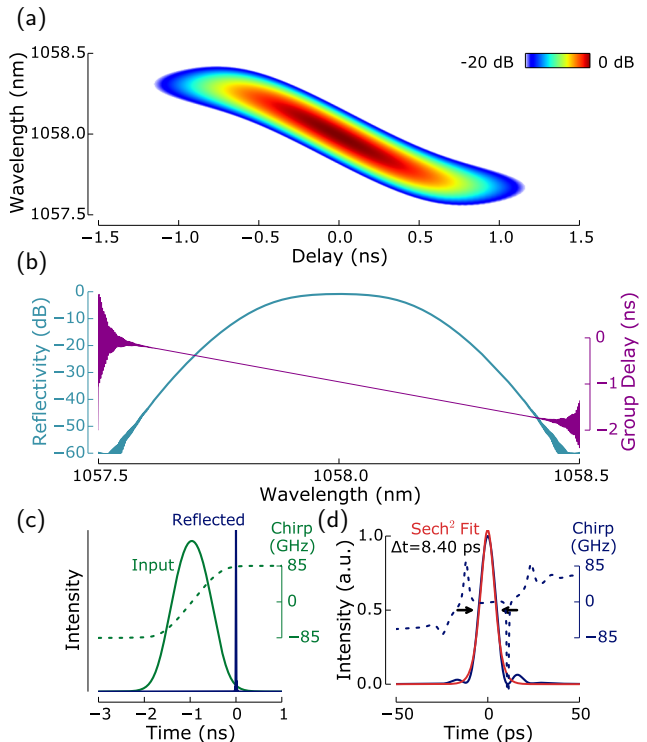 (a)
1058.5
1058.0
1057.5
Wavelength (nm)
-20 dB
0 dB
−1.5
−1.0
−0.5
0.0
0.5
1.0
1.5
Delay (ns)
(b)
0
−10
−20
−30
−40
−50
−60
Reflectivity (dB)
0
−1
−2
Group Delay (ns)
1057.5
1058.0
1058.5
Wavelength (nm)
(c)
Reflected
Input
Chirp
(GHz)
85
0
−85
Intensity
−3
−2
−1
0
1
Time (ns)
(d)
Sech² Fit
Δt=8.40 ps
Chirp
(GHz)
85
0
−85
1.0
0.5
0.0
Intensity (a.u.)
−50
0
50
Time (ps)